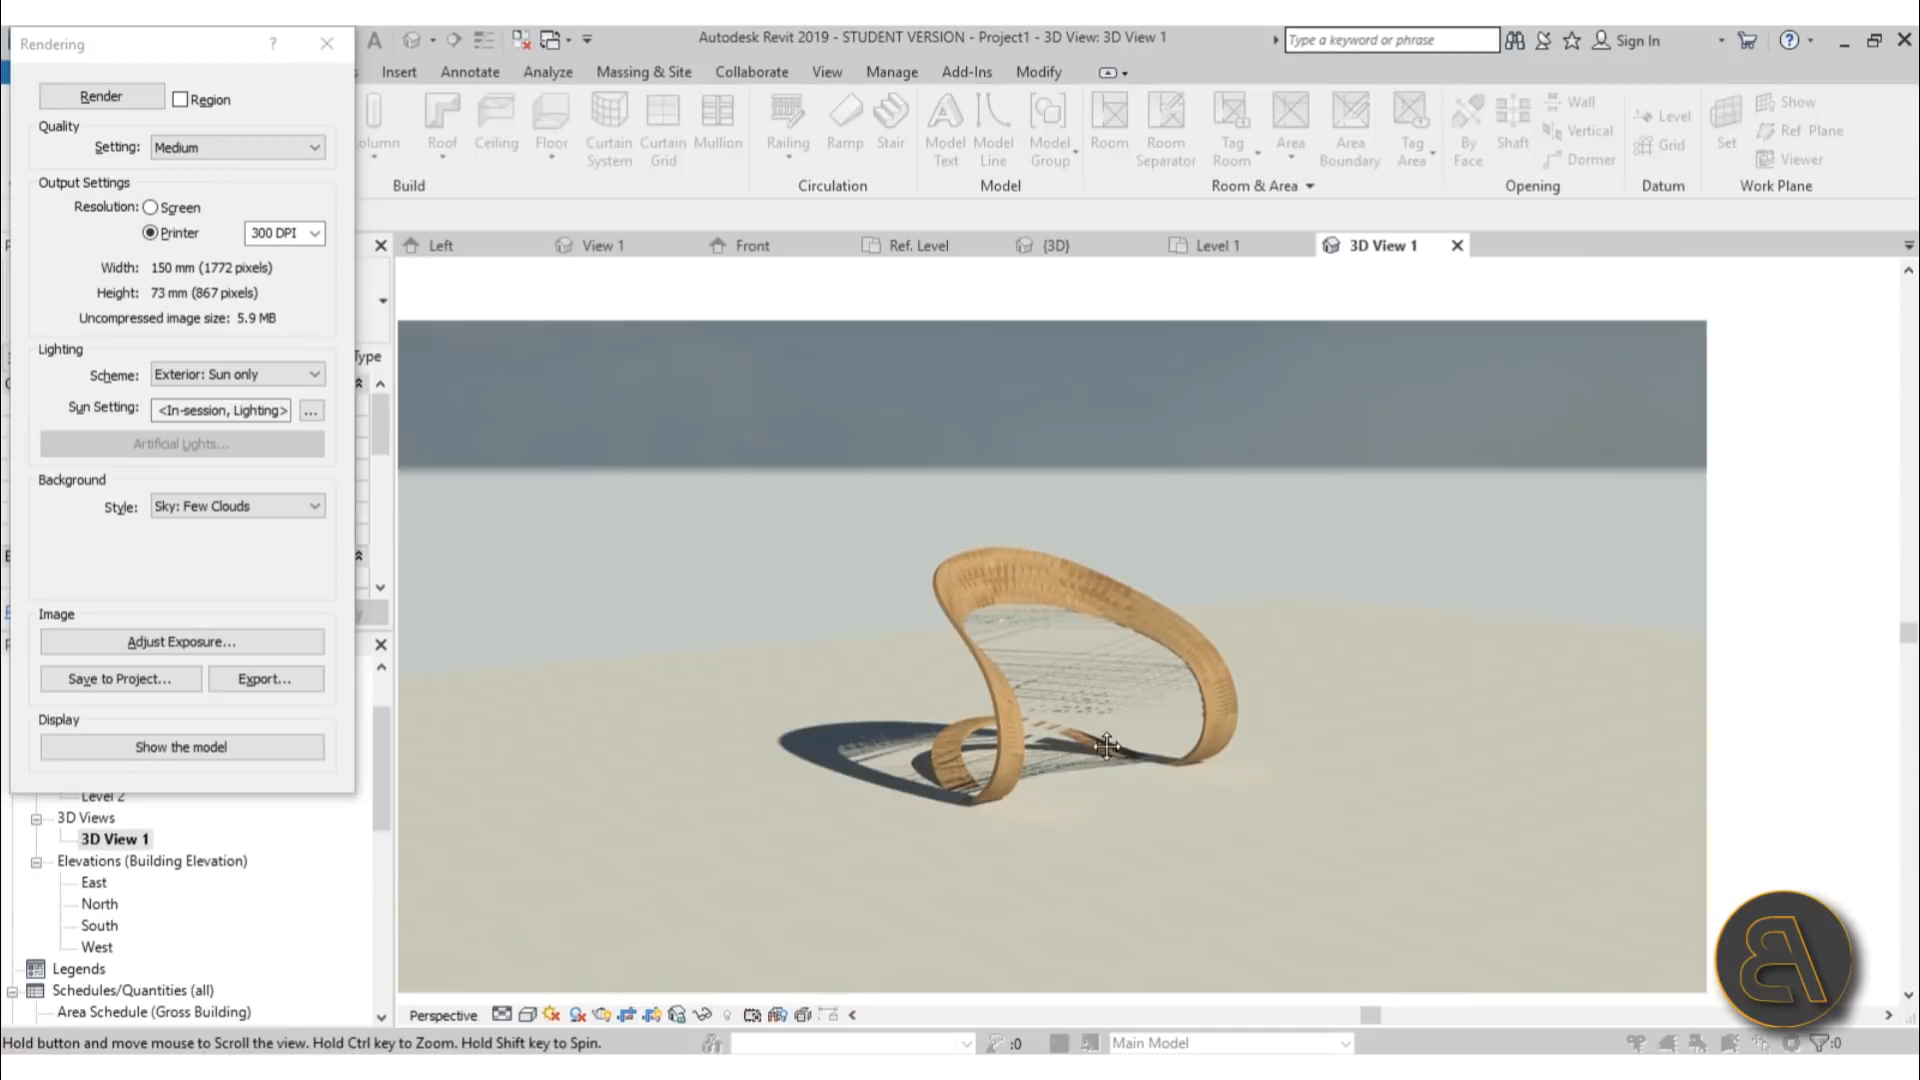 Rendering
?
Render
Region
Quality
Setting: Medium
Output Settings
Resolution: Screen
Printer 300 DPI
Width: 150 mm (1772 pixels)
Height: 73 mm (867 pixels)
Uncompressed image size: 5.9 MB
Lighting
Scheme: Exterior: Sun only
Sun Setting: <In-session, Lighting> ...
Artificial Lights...
Background
Style: Sky: Few Clouds
Image
Adjust Exposure...
Save to Project... Export...
Display
Show the model
Autodesk Revit 2019 - STUDENT VERSION - Project1 - 3D View: 3D View 1
Type a keyword or phrase
Sign In
Insert Annotate Analyze Massing & Site Collaborate View Manage Add-Ins Modify
Roof
Ceiling
Floor
Curtain System
Curtain Grid
Mullion
Railing
Ramp
Stair
Model Text
Model Line
Model Group
Room
Room Separator
Tag Room
Area
Area Boundary
Tag Area
By Face
Shaft
Wall
Vertical
Dormer
Level
Grid
Set
Show
Ref Plane
Viewer
Build Circulation Model Room & Area Opening Datum Work Plane
Left View 1 Front Ref. Level {3D} Level 1 3D View 1
Type
Level 2
3D Views
3D View 1
Elevations (Building Elevation)
East
North
South
West
Legends
Schedules/Quantities (all)
Area Schedule (Gross Building)
Perspective
Hold button and move mouse to Scroll the view. Hold Ctrl key to Zoom. Hold Shift key to Spin.
:0
Main Model
:0